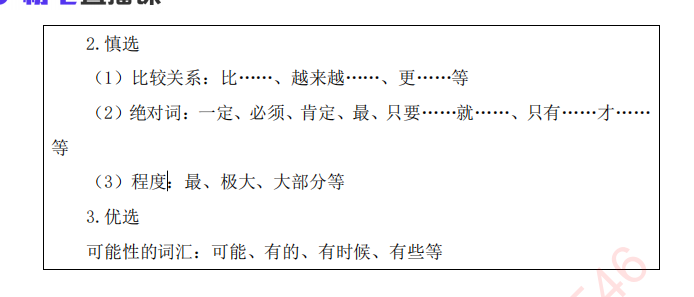 2.慎选
（1）比较关系：比……、越来越……、更……等
（2）绝对词：一定、必须、肯定、最、只要……就……、只有……才……
等
（3）程度：最、极大、大部分等
3.优选
可能性的词汇：可能、有的、有时候、有些等
546